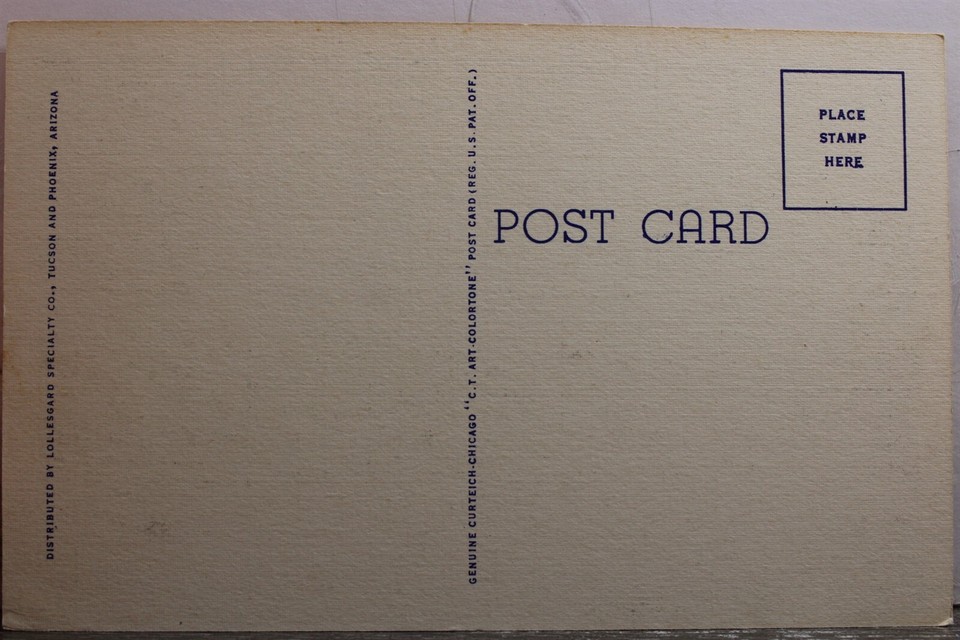 DISTRIBUTED BY LOLLESGARD SPECIALTY CO., TUCSON AND PHOENIX, ARIZONA
GENUINE CURTEICH-CHICAGO "C.T. ART-COLORTONE" POST CARD (REG. U.S. PAT. OFF.)
POST CARD
PLACE
STAMP
HERE